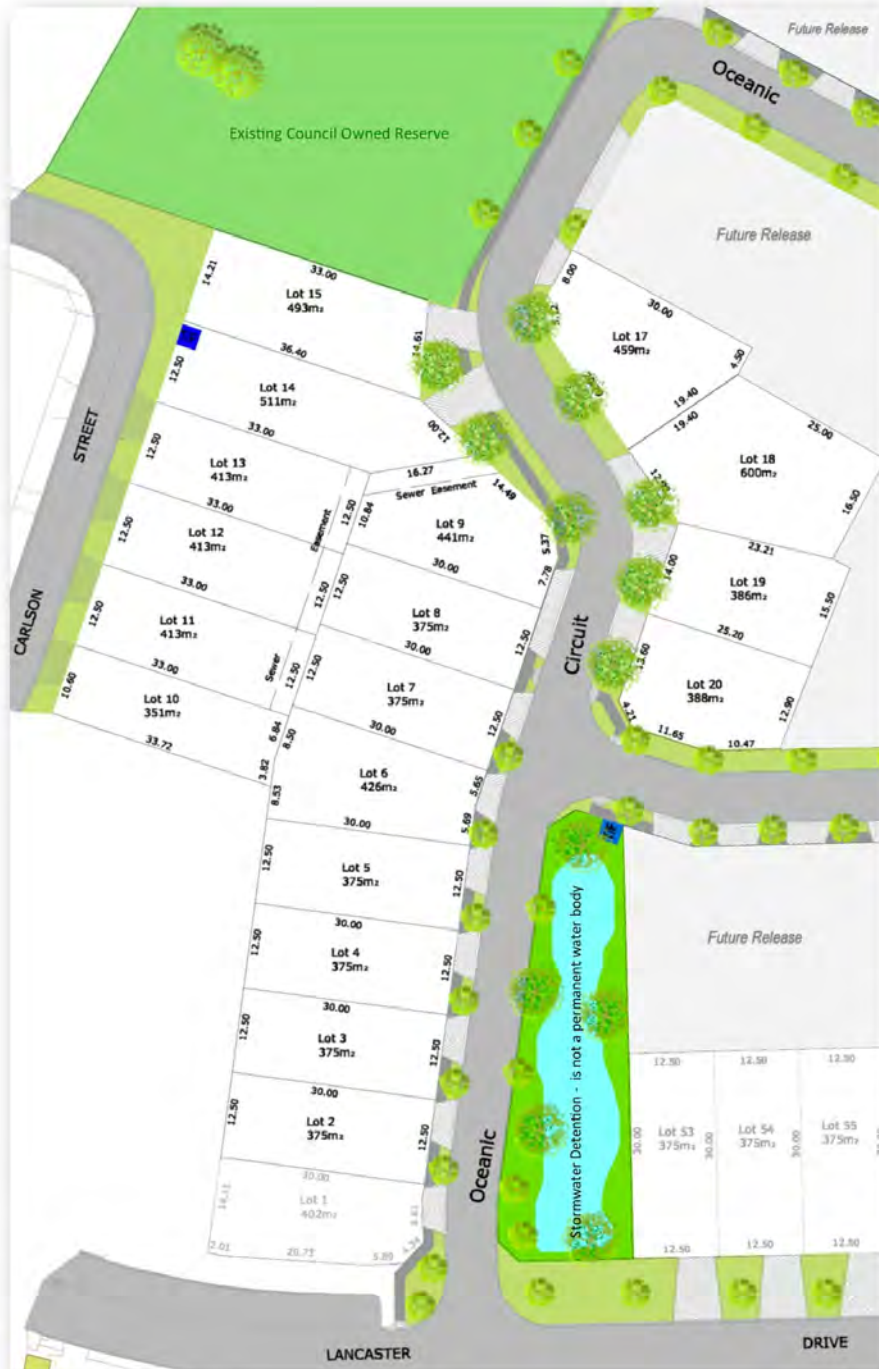 Future Release
Oceanic
Existing Council Owned Reserve
Future Release
14.21
33.00
Lot 15
493m²
36.40
14.61
8.00
30.00
Lot 17
459m²
4.50
19.40
12.50
Lot 14
511m²
33.00
12.00
19.40
25.00
Lot 18
600m²
16.50
STREET
12.50
Lot 13
413m²
33.00
16.27
Sewer Easement
14.49
12.50
10.84
Easement
Lot 9
441m²
5.37
7.78
30.00
23.21
14.00
Lot 19
386m²
15.50
25.20
12.50
Lot 12
413m²
33.00
12.50
12.50
Lot 8
375m²
12.50
30.00
CARLSON
12.50
Lot 11
413m²
33.00
Sewer
12.50
12.50
Lot 7
375m²
12.50
30.00
Circuit
13.60
Lot 20
388m²
12.90
4.21
11.65
10.47
10.60
Lot 10
351m²
33.72
6.84
8.50
3.82
8.53
Lot 6
426m²
5.65
5.69
30.00
12.50
Lot 5
375m²
12.50
30.00
12.50
Lot 4
375m²
12.50
30.00
12.50
Lot 3
375m²
12.50
30.00
12.50
Lot 2
375m²
12.50
30.00
Lot 1
402m²
2.01
20.73
5.89
4.24
Oceanic
Stormwater Detention - is not a permanent water body
Future Release
12.50
12.50
12.50
30.00
Lot 53
375m²
30.00
Lot 54
375m²
30.00
Lot 55
375m²
12.50
12.50
12.50
LANCASTER
DRIVE